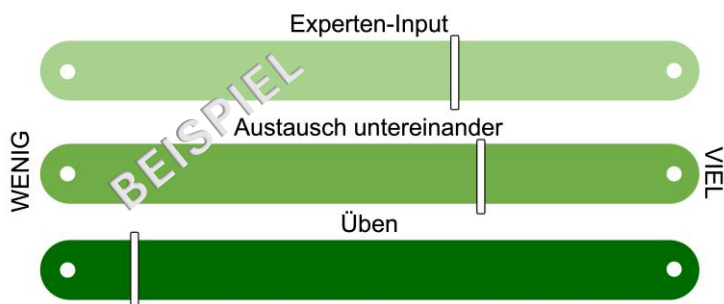 Experten-Input
BEISPIEL
Austausch untereinander
WENIG
VIEL
Üben